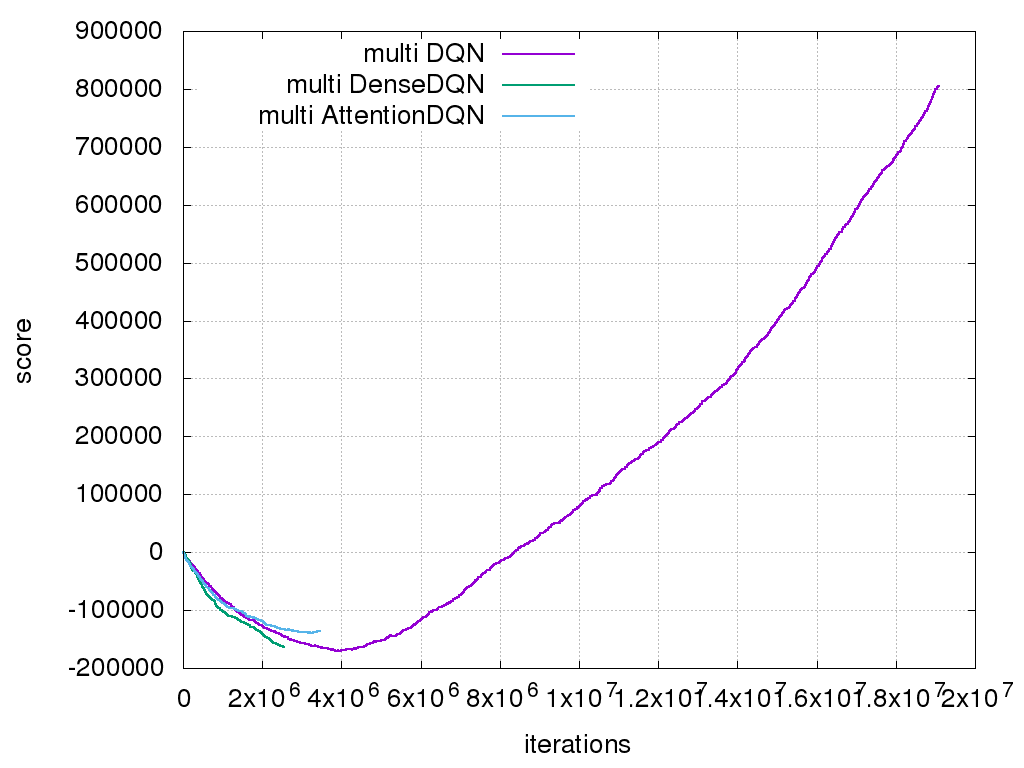 900000
800000
700000
600000
500000
400000
300000
200000
100000
0
-100000
-200000
score
multi DQN
multi DenseDQN
multi AttentionDQN
0 2x10^6 4x10^6 6x10^6 8x10^6 1x10^7 1.2x10^7 1.4x10^7 1.6x10^7 1.8x10^7 2x10^7
iterations